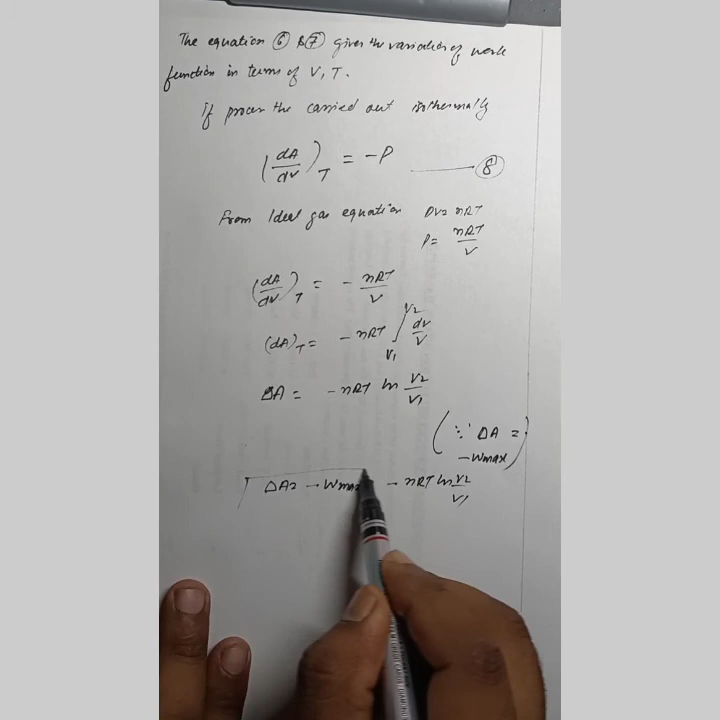 The equation ⑥ & ⑦ gives the variation of work
function in terms of V, T.
If process the carried out isothermally
(dA/dv)T = -P ——— ⑧
From Ideal gas equation PV = nRT
P = nRT/V
(dA/dv)T = - nRT/V
(dA)T = - nRT ∫V1 V2 dv/V
ΔA = - nRT ln V2/V1
(∵ ΔA =
-Wmax)
ΔA = - Wmax - nRT ln V2/V1